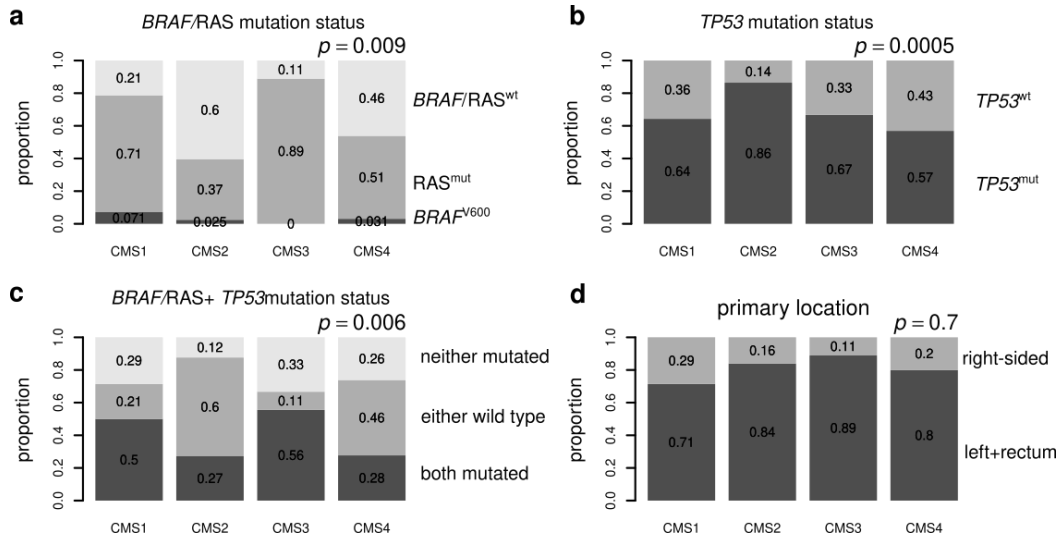 a
BRAF/RAS mutation status
p = 0.009
proportion
1.0
0.8
0.6
0.4
0.2
0.0
0.21
0.71
0.071
0.6
0.37
0.025
0.11
0.89
0
0.46
0.51
0.031
BRAF/RASwt
RASmut
BRAFV600
CMS1 CMS2 CMS3 CMS4
b
TP53 mutation status
p = 0.0005
proportion
1.0
0.8
0.6
0.4
0.2
0.0
0.36
0.64
0.14
0.86
0.33
0.67
0.43
0.57
TP53wt
TP53mut
CMS1 CMS2 CMS3 CMS4
c
BRAF/RAS+ TP53mutation status
p = 0.006
proportion
1.0
0.8
0.6
0.4
0.2
0.0
0.29
0.21
0.5
0.12
0.6
0.27
0.33
0.11
0.56
0.26
0.46
0.28
neither mutated
either wild type
both mutated
CMS1 CMS2 CMS3 CMS4
d
primary location
p = 0.7
proportion
1.0
0.8
0.6
0.4
0.2
0.0
0.29
0.71
0.16
0.84
0.11
0.89
0.2
0.8
right-sided
left+rectum
CMS1 CMS2 CMS3 CMS4